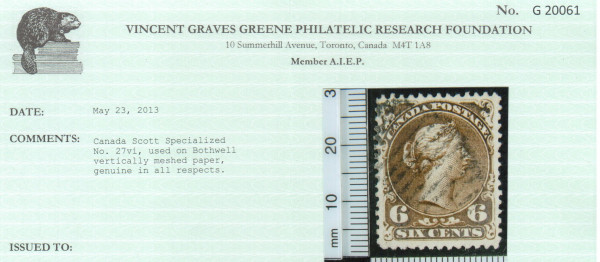 No. G 20061
VINCENT GRAVES GREENE PHILATELIC RESEARCH FOUNDATION
10 Summerhill Avenue, Toronto, Canada M4T 1A8
Member A.I.E.P.
DATE: May 23, 2013
COMMENTS: Canada Scott Specialized
No. 27vi, used on Bothwell
vertically meshed paper,
genuine in all respects.
ISSUED TO:
mm 10 20 3
CANADA POSTAGE
6 6
SIX CENTS